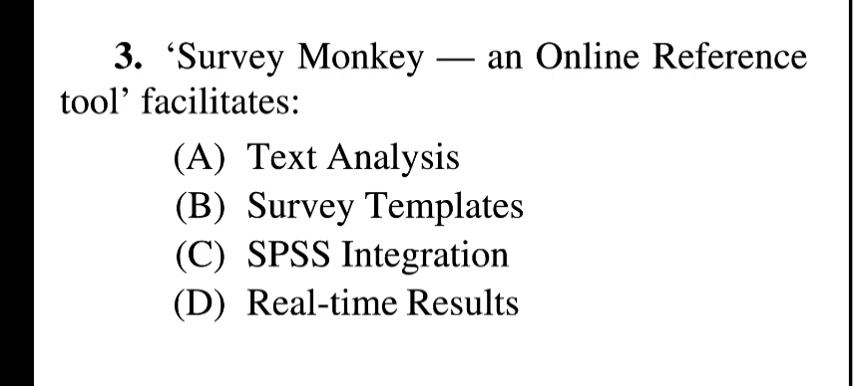 3. ‘Survey Monkey — an Online Reference
tool’ facilitates:
(A) Text Analysis
(B) Survey Templates
(C) SPSS Integration
(D) Real-time Results